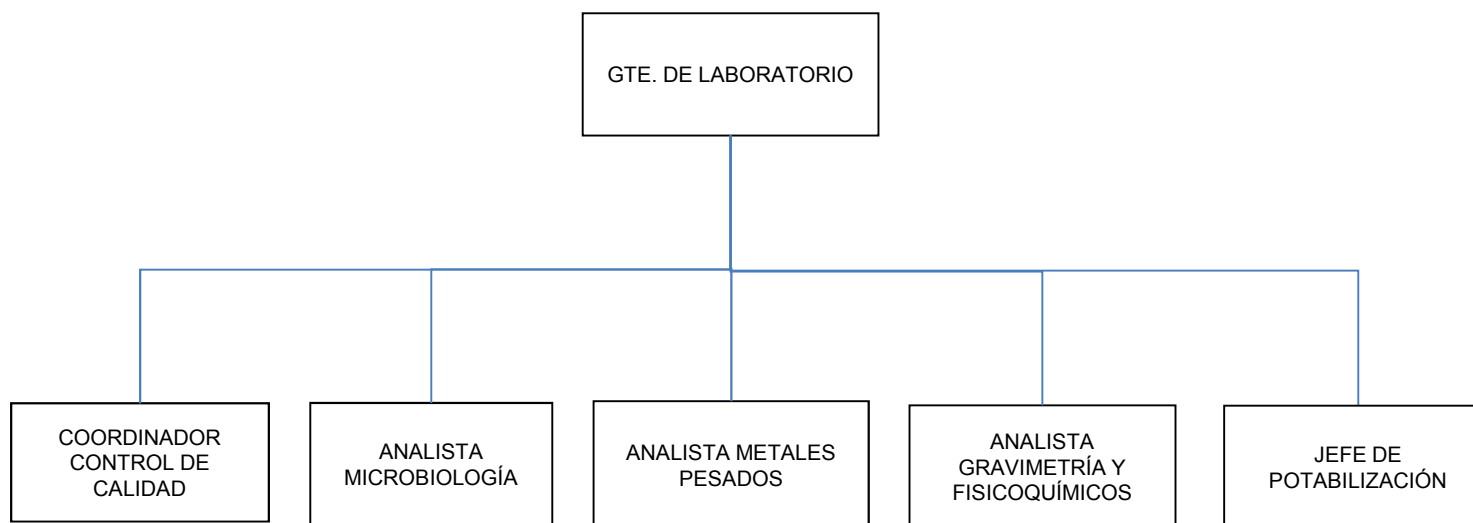 GTE. DE LABORATORIO
COORDINADOR
CONTROL DE
CALIDAD
ANALISTA
MICROBIOLOGÍA
ANALISTA METALES
PESADOS
ANALISTA
GRAVIMETRÍA Y
FISICOQUÍMICOS
JEFE DE
POTABILIZACIÓN